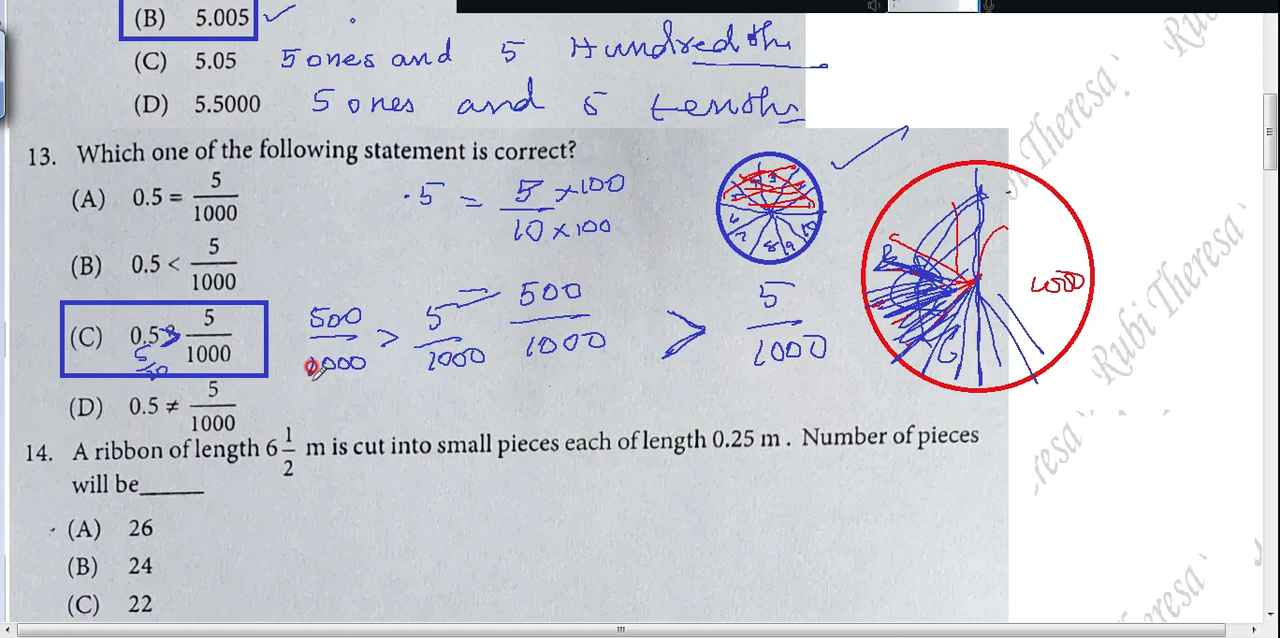 (B) 5.005 ✓
(C) 5.05 5 ones and 5 Hundredths
(D) 5.5000 5 ones and 5 tenths
13. Which one of the following statement is correct?
(A) 0.5 = 5/1000
.5 = 5 × 100 / 10 × 100
(B) 0.5 < 5/1000
(C) 0.5 > 5/1000
500/1000 > 5/1000
500/1000 > 5/1000
(D) 0.5 ≠ 5/1000
14. A ribbon of length 6 1/2 m is cut into small pieces each of length 0.25 m . Number of pieces
will be______
(A) 26
(B) 24
(C) 22
Rubi Theresa